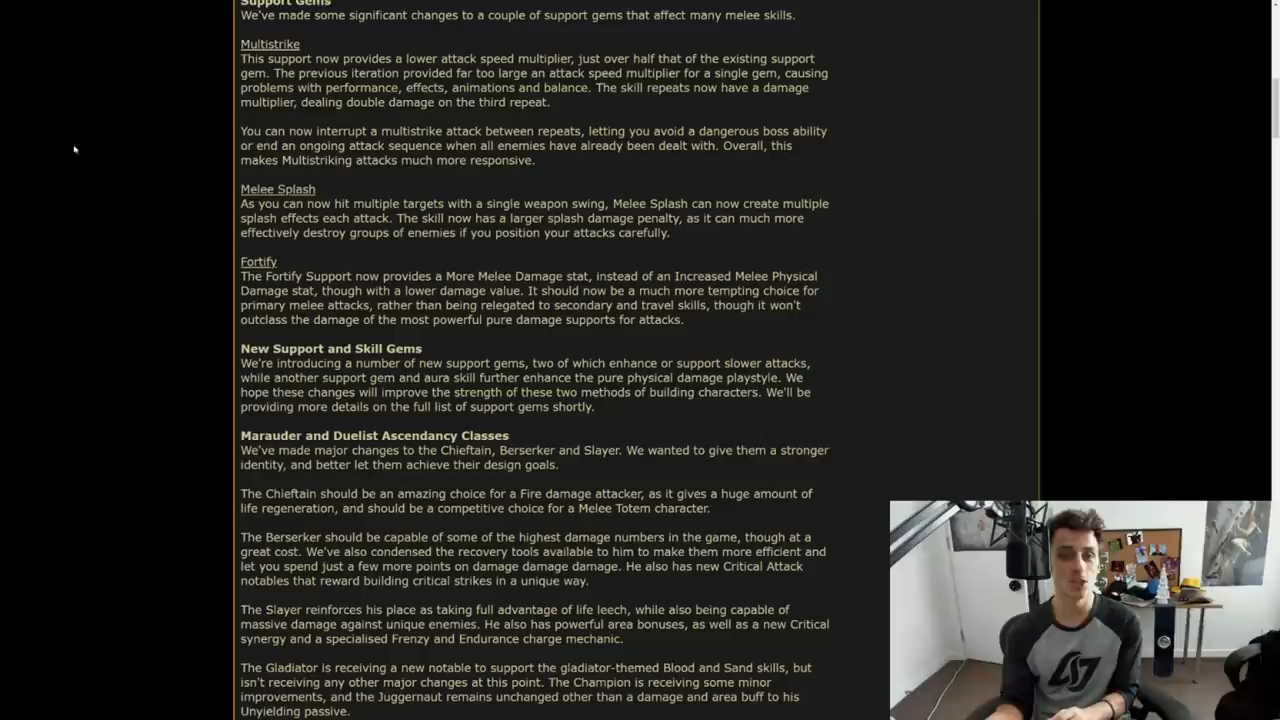 Support Gems
We've made some significant changes to a couple of support gems that affect many melee skills.
Multistrike
This support now provides a lower attack speed multiplier, just over half that of the existing support
gem. The previous iteration provided far too large an attack speed multiplier for a single gem, causing
problems with performance, effects, animations and balance. The skill repeats now have a damage
multiplier, dealing double damage on the third repeat.
You can now interrupt a multistrike attack between repeats, letting you avoid a dangerous boss ability
or end an ongoing attack sequence when all enemies have already been dealt with. Overall, this
makes Multistriking attacks much more responsive.
Melee Splash
As you can now hit multiple targets with a single weapon swing, Melee Splash can now create multiple
splash effects each attack. The skill now has a larger splash damage penalty, as it can much more
effectively destroy groups of enemies if you position your attacks carefully.
Fortify
The Fortify Support now provides a More Melee Damage stat, instead of an Increased Melee Physical
Damage stat, though with a lower damage value. It should now be a much more tempting choice for
primary melee attacks, rather than being relegated to secondary and travel skills, though it won't
outclass the damage of the most powerful pure damage supports for attacks.
New Support and Skill Gems
We're introducing a number of new support gems, two of which enhance or support slower attacks,
while another support gem and aura skill further enhance the pure physical damage playstyle. We
hope these changes will improve the strength of these two methods of building characters. We'll be
providing more details on the full list of support gems shortly.
Marauder and Duelist Ascendancy Classes
We've made major changes to the Chieftain, Berserker and Slayer. We wanted to give them a stronger
identity, and better let them achieve their design goals.
The Chieftain should be an amazing choice for a Fire damage attacker, as it gives a huge amount of
life regeneration, and should be a competitive choice for a Melee Totem character.
The Berserker should be capable of some of the highest damage numbers in the game, though at a
great cost. We've also condensed the recovery tools available to him to make them more efficient and
let you spend just a few more points on damage damage damage. He also has new Critical Attack
notables that reward building critical strikes in a unique way.
The Slayer reinforces his place as taking full advantage of life leech, while also being capable of
massive damage against unique enemies. He also has powerful area bonuses, as well as a new Critical
synergy and a specialised Frenzy and Endurance charge mechanic.
The Gladiator is receiving a new notable to support the gladiator-themed Blood and Sand skills, but
isn't receiving any other major changes at this point. The Champion is receiving some minor
improvements, and the Juggernaut remains unchanged other than a damage and area buff to his
Unyielding passive.